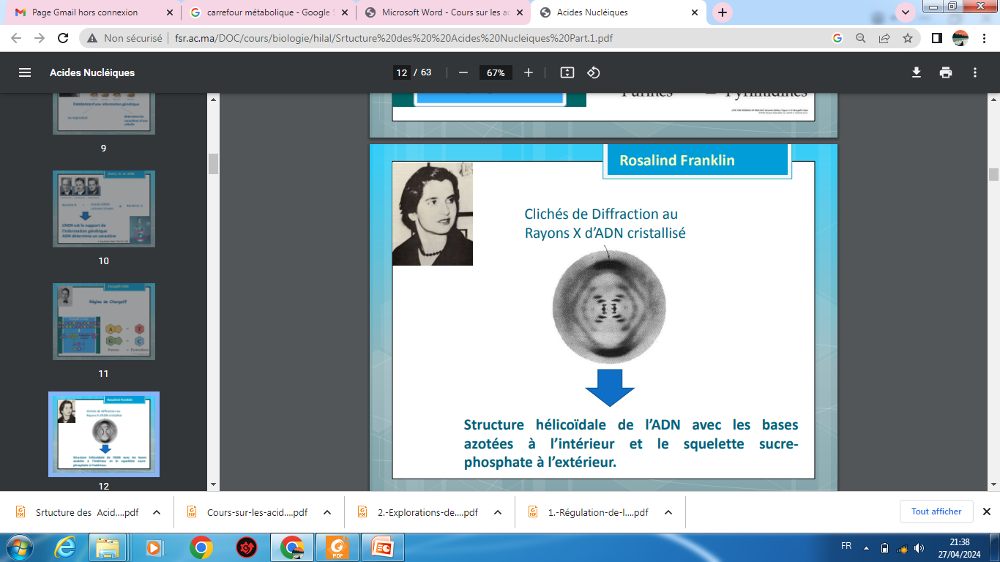 Page Gmail hors connexion
carrefour métabolique - Google S
Microsoft Word - Cours sur les ac
Acides Nucléiques
Non sécurisé
fsr.ac.ma/DOC/cours/biologie/hilal/Srtucture%20des%20%20Acides%20Nucleiques%20Part.1.pdf
Acides Nucléiques
12 / 63
67%
Existence d'une information génétique
9
L'ADN est le support de
l'information génétique
ADN détermine un caractère
10
Règles de Chargaff
A = T
G = C
Purines = Pyrimidines
11
Rosalind Franklin
Clichés de Diffraction au
Rayons X d'ADN cristallisé
Structure hélicoïdale de l'ADN avec les bases
azotées à l'intérieur et le squelette sucre-
phosphate à l'extérieur.
12
Purines = Pyrimidines
Rosalind Franklin
Clichés de Diffraction au
Rayons X d'ADN cristallisé
Structure hélicoïdale de l'ADN avec les bases
azotées à l'intérieur et le squelette sucre-
phosphate à l'extérieur.
Srtucture des Acid....pdf
Cours-sur-les-acid....pdf
2.-Explorations-de....pdf
1.-Régulation-de-l....pdf
Tout afficher
PDF
FR
21:38
27/04/2024